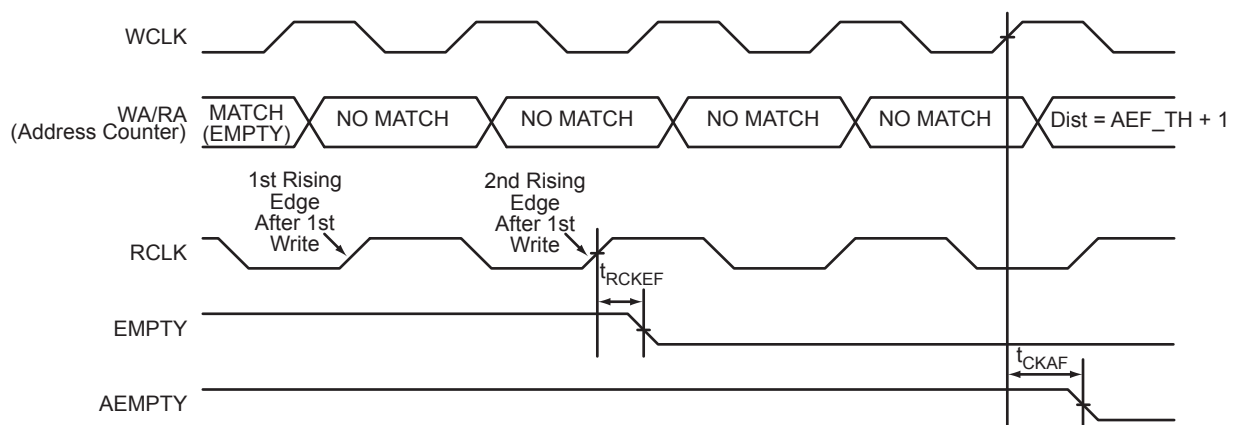 WCLK
WA/RA
(Address Counter)
MATCH
(EMPTY)
NO MATCH
NO MATCH
NO MATCH
NO MATCH
Dist = AEF_TH + 1
1st Rising
Edge
After 1st
Write
2nd Rising
Edge
After 1st
Write
RCLK
tRCKEF
EMPTY
tCKAF
AEMPTY